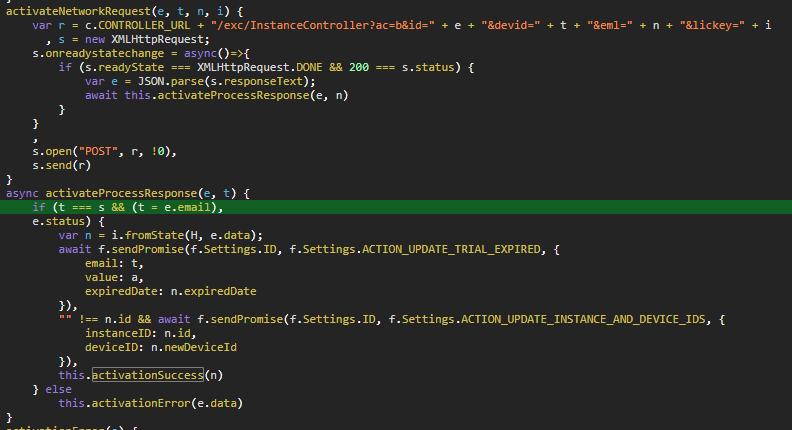 activateNetworkRequest(e, t, n, i) {
var r = c.CONTROLLER_URL + "/exc/InstanceController?ac=b&id=" + e + "&devid=" + t + "&eml=" + n + "&lickey=" + i
, s = new XMLHttpRequest;
s.onreadystatechange = async()=>{
if (s.readyState === XMLHttpRequest.DONE && 200 === s.status) {
var e = JSON.parse(s.responseText);
await this.activateProcessResponse(e, n)
}
}
,
s.open("POST", r, !0),
s.send(r)
}
async activateProcessResponse(e, t) {
if (t === s && (t = e.email),
e.status) {
var n = i.fromState(H, e.data);
await f.sendPromise(f.Settings.ID, f.Settings.ACTION_UPDATE_TRIAL_EXPIRED, {
email: t,
value: a,
expiredDate: n.expiredDate
}),
"" !== n.id && await f.sendPromise(f.Settings.ID, f.Settings.ACTION_UPDATE_INSTANCE_AND_DEVICE_IDS, {
instanceID: n.id,
deviceID: n.newDeviceId
}),
this.activationSuccess(n)
} else
this.activationError(e.data)
}